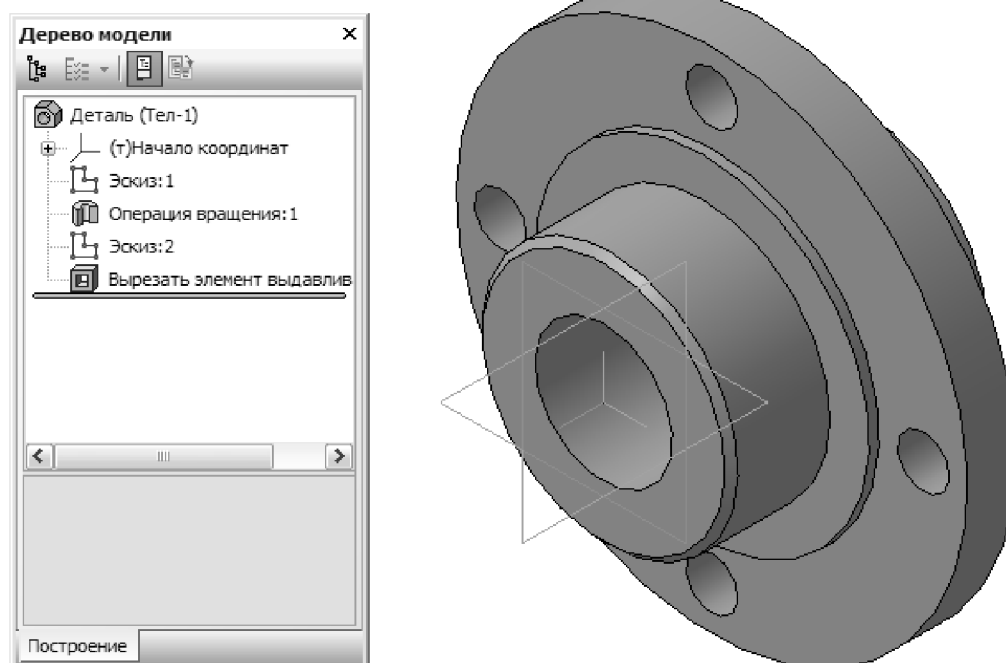 Дерево модели
Деталь (Тел-1)
(т)Начало координат
Эскиз:1
Операция вращения:1
Эскиз:2
Вырезать элемент выдавлив
Построение